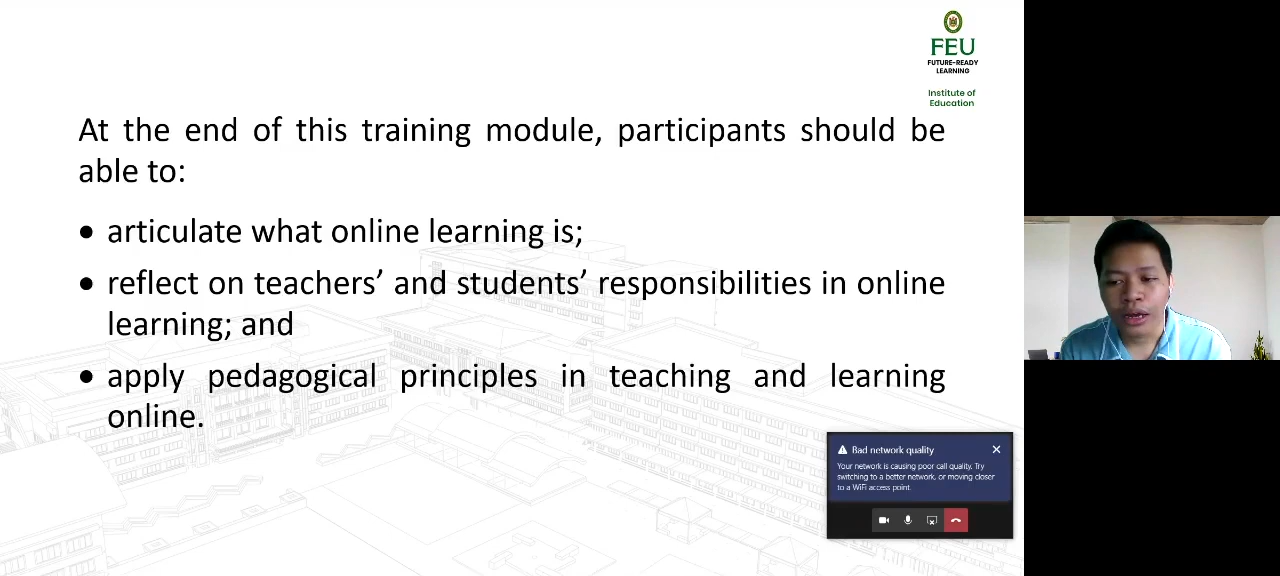 FEU
FUTURE-READY
LEARNING
Institute of
Education
At the end of this training module, participants should be
able to:
• articulate what online learning is;
• reflect on teachers’ and students’ responsibilities in online
learning; and
• apply pedagogical principles in teaching and learning
online.
Bad network quality
Your network is causing poor call quality. Try
switching to a better network, or moving closer
to a WiFi access point.